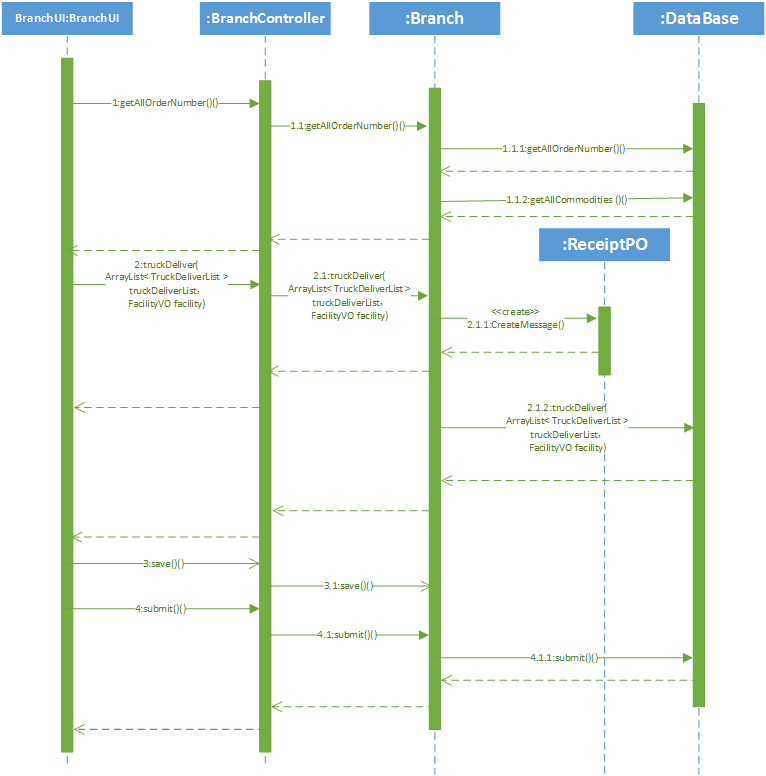 BranchUI:BranchUI
:BranchController
:Branch
:DataBase
1:getAllOrderNumber()()
1.1:getAllOrderNumber()()
1.1.1:getAllOrderNumber()()
1.1.2:getAllCommodities ()()
:ReceiptPO
2:truckDeliver(
ArrayList< TruckDeliverList >
truckDeliverList，
FacilityVO facility)
2.1:truckDeliver(
ArrayList< TruckDeliverList >
truckDeliverList，
FacilityVO facility)
<<create>>
2.1.1:CreateMessage()
2.1.2:truckDeliver(
ArrayList< TruckDeliverList >
truckDeliverList，
FacilityVO facility)
3:save()()
3.1:save()()
4:submit()()
4.1:submit()()
4.1.1:submit()()